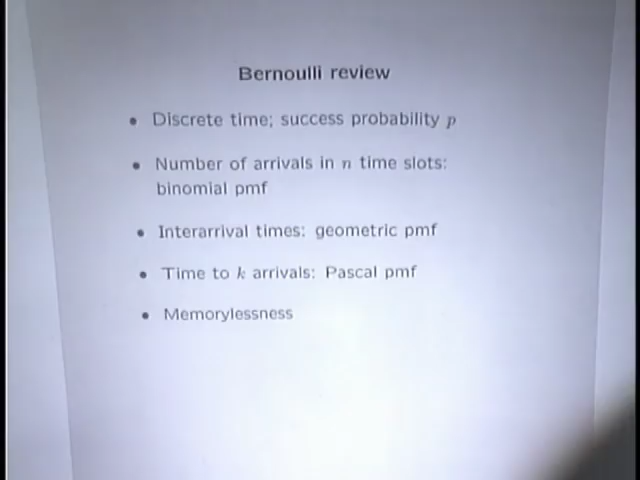 Bernoulli review
• Discrete time; success probability p
• Number of arrivals in n time slots:
binomial pmf
• Interarrival times: geometric pmf
• Time to k arrivals: Pascal pmf
• Memorylessness